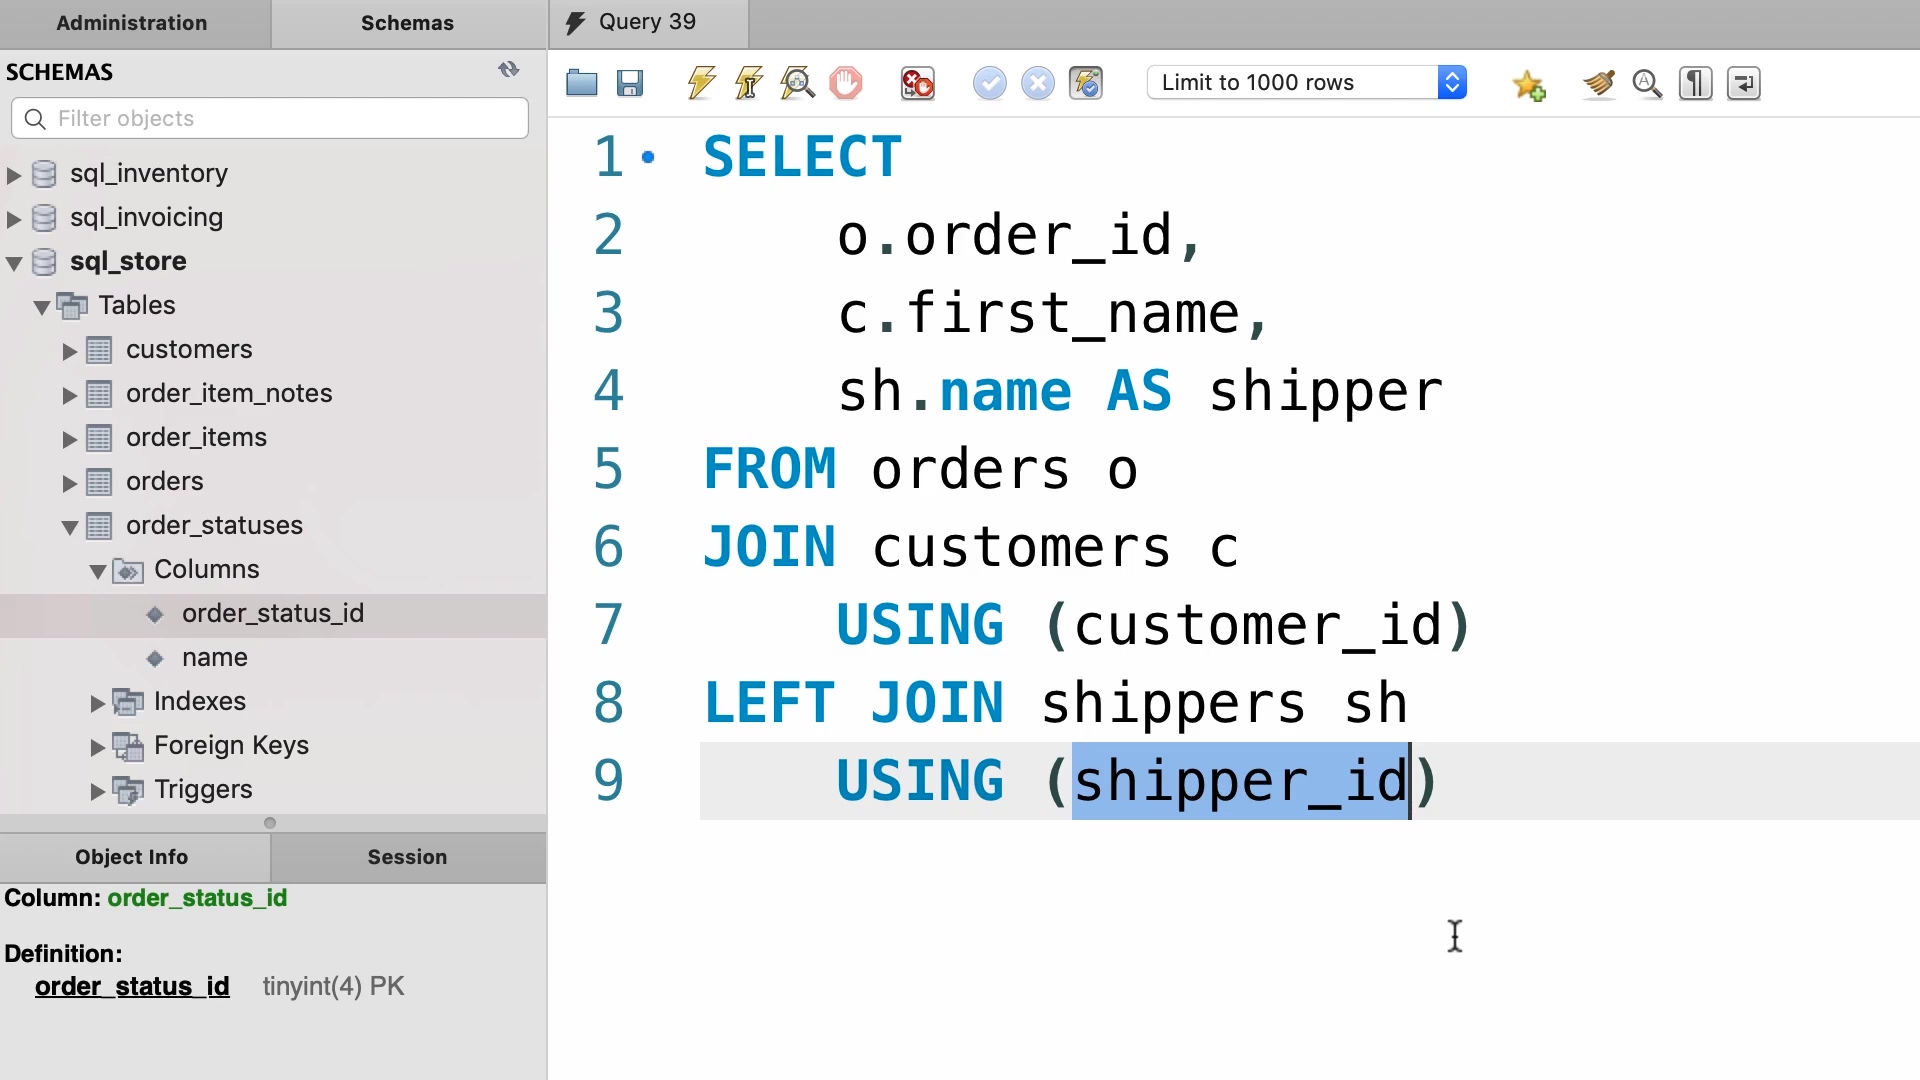 Administration
Schemas
Query 39
SCHEMAS
Filter objects
Limit to 1000 rows
sql_inventory
sql_invoicing
sql_store
Tables
customers
order_item_notes
order_items
orders
order_statuses
Columns
order_status_id
name
Indexes
Foreign Keys
Triggers
Object Info
Session
Column: order_status_id
Definition:
order_status_id tinyint(4) PK
1 SELECT
2 o.order_id,
3 c.first_name,
4 sh.name AS shipper
5 FROM orders o
6 JOIN customers c
7 USING (customer_id)
8 LEFT JOIN shippers sh
9 USING (shipper_id)